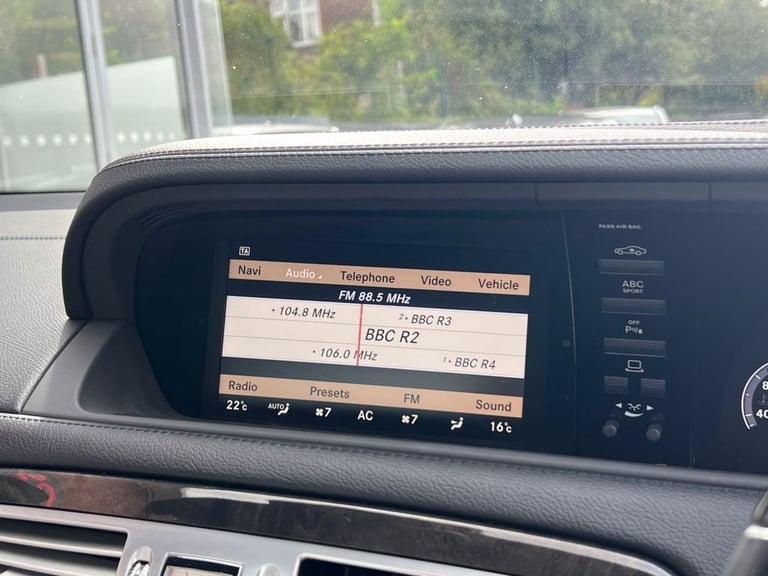 TA
Navi Audio Telephone Video Vehicle
FM 88.5 MHz
104.8 MHz 2 BBC R3
BBC R2
106.0 MHz 1 BBC R4
Radio Presets FM Sound
22°C AUTO 7 AC 7 16°C
PASS AIR BAG
ABC
SPORT
OFF
P
8
40